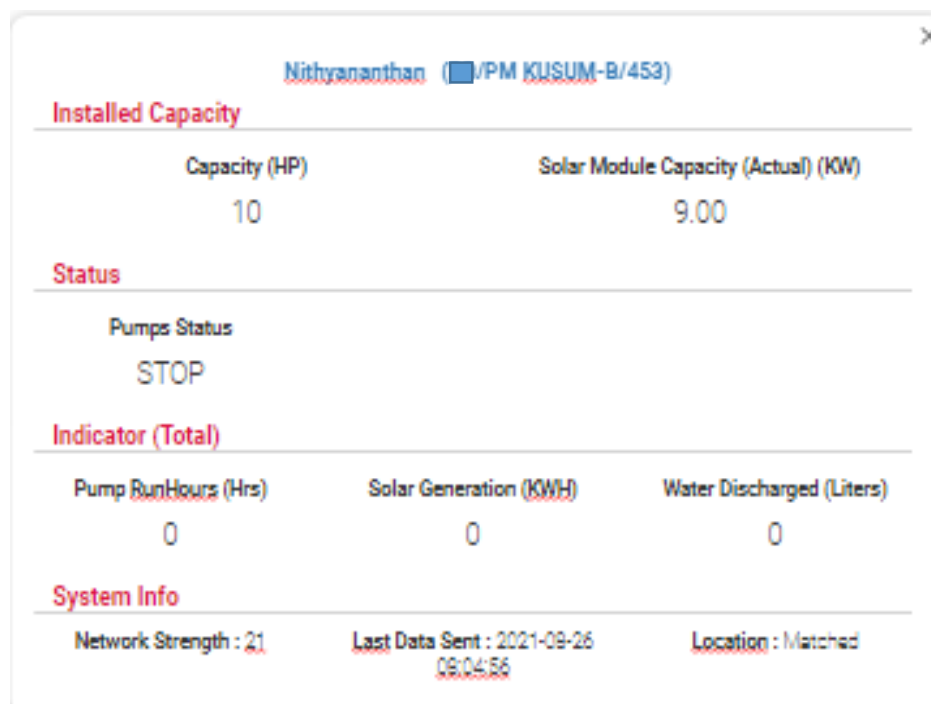 Nithyananthan (/PM KUSUM-B/453)
Installed Capacity
Capacity (HP) Solar Module Capacity (Actual) (KW)
10 9.00
Status
Pumps Status
STOP
Indicator (Total)
Pump RunHours (Hrs) Solar Generation (KWH) Water Discharged (Liters)
0 0 0
System Info
Network Strength : 21 Last Data Sent : 2021-09-26 Location : Matched
09:04:56